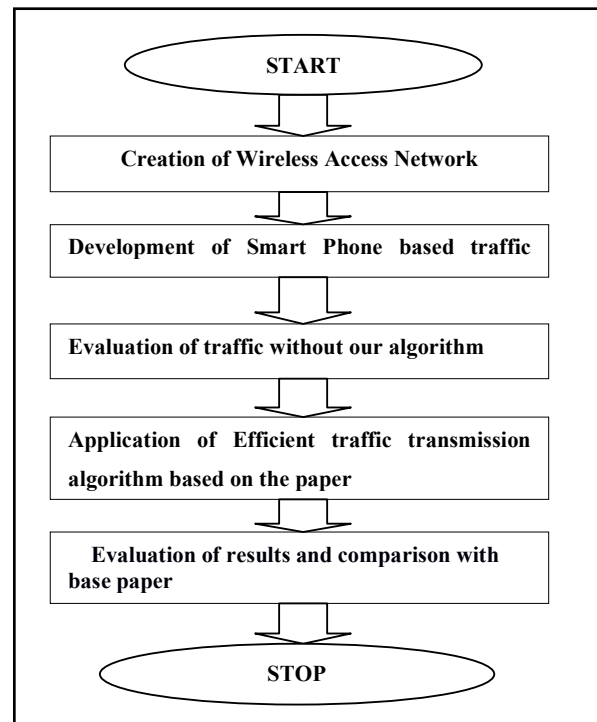 START
Creation of Wireless Access Network
Development of Smart Phone based traffic
Evaluation of traffic without our algorithm
Application of Efficient traffic transmission
algorithm based on the paper
Evaluation of results and comparison with
base paper
STOP